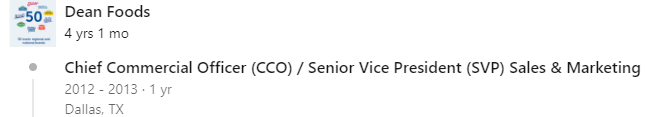 Dean Foods
50
4 yrs 1 mo
Chief Commercial Officer (CCO) / Senior Vice President (SVP) Sales & Marketing
2012 - 2013 · 1 yr
Dallas, TX